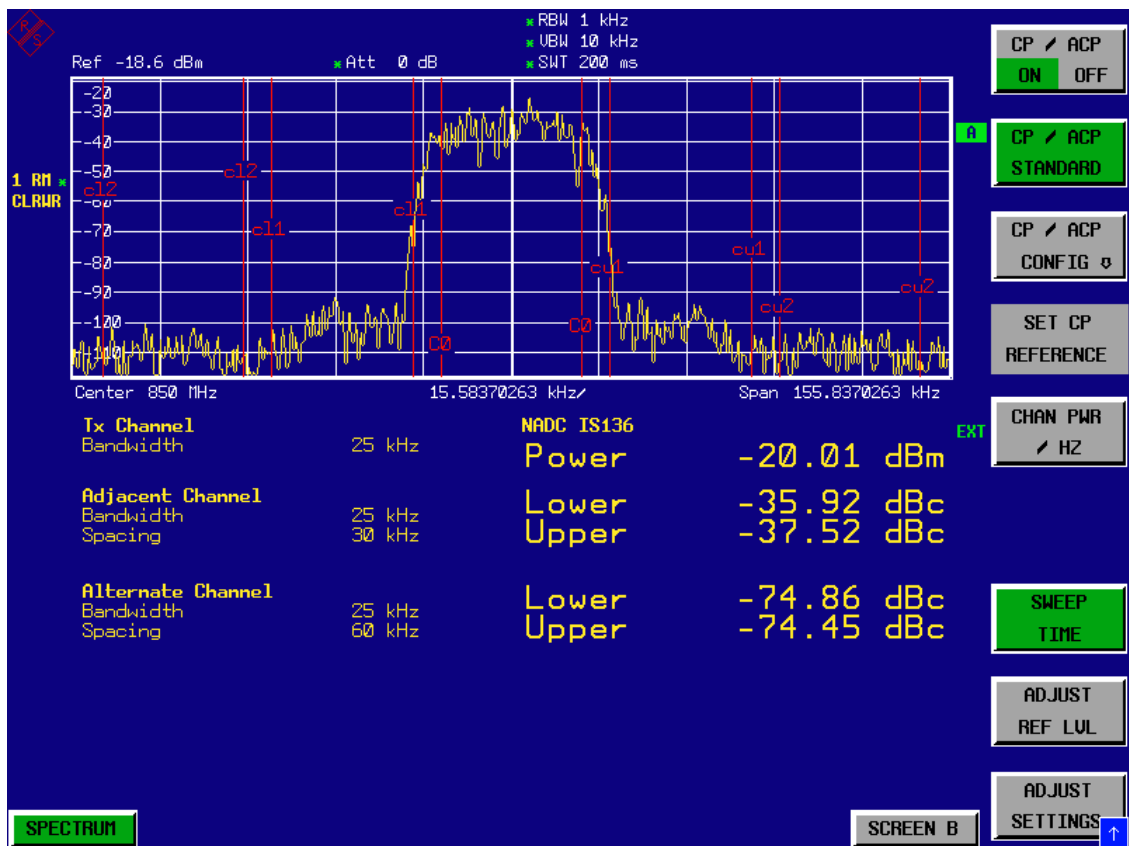 R/S
* RBW 1 kHz
* VBW 10 kHz
Ref -18.6 dBm * Att 0 dB * SWT 200 ms
-20
-30
-40
-50
-60
-70
-80
-90
-100
-110
1 RM *
CLRWR
A
cl2
cl2
cl1
cl1
C0
C0
cu1
cu1
cu2
cu2
Center 850 MHz 15.58370263 kHz/ Span 155.8370263 kHz
Tx Channel NADC IS136
EXT
Bandwidth 25 kHz Power -20.01 dBm
Adjacent Channel Lower -35.92 dBc
Bandwidth 25 kHz Upper -37.52 dBc
Spacing 30 kHz
Alternate Channel Lower -74.86 dBc
Bandwidth 25 kHz Upper -74.45 dBc
Spacing 60 kHz
CP / ACP
ON OFF
CP / ACP
STANDARD
CP / ACP
CONFIG
SET CP
REFERENCE
CHAN PWR
/ HZ
SWEEP
TIME
ADJUST
REF LVL
ADJUST
SETTINGS
SPECTRUM
SCREEN B